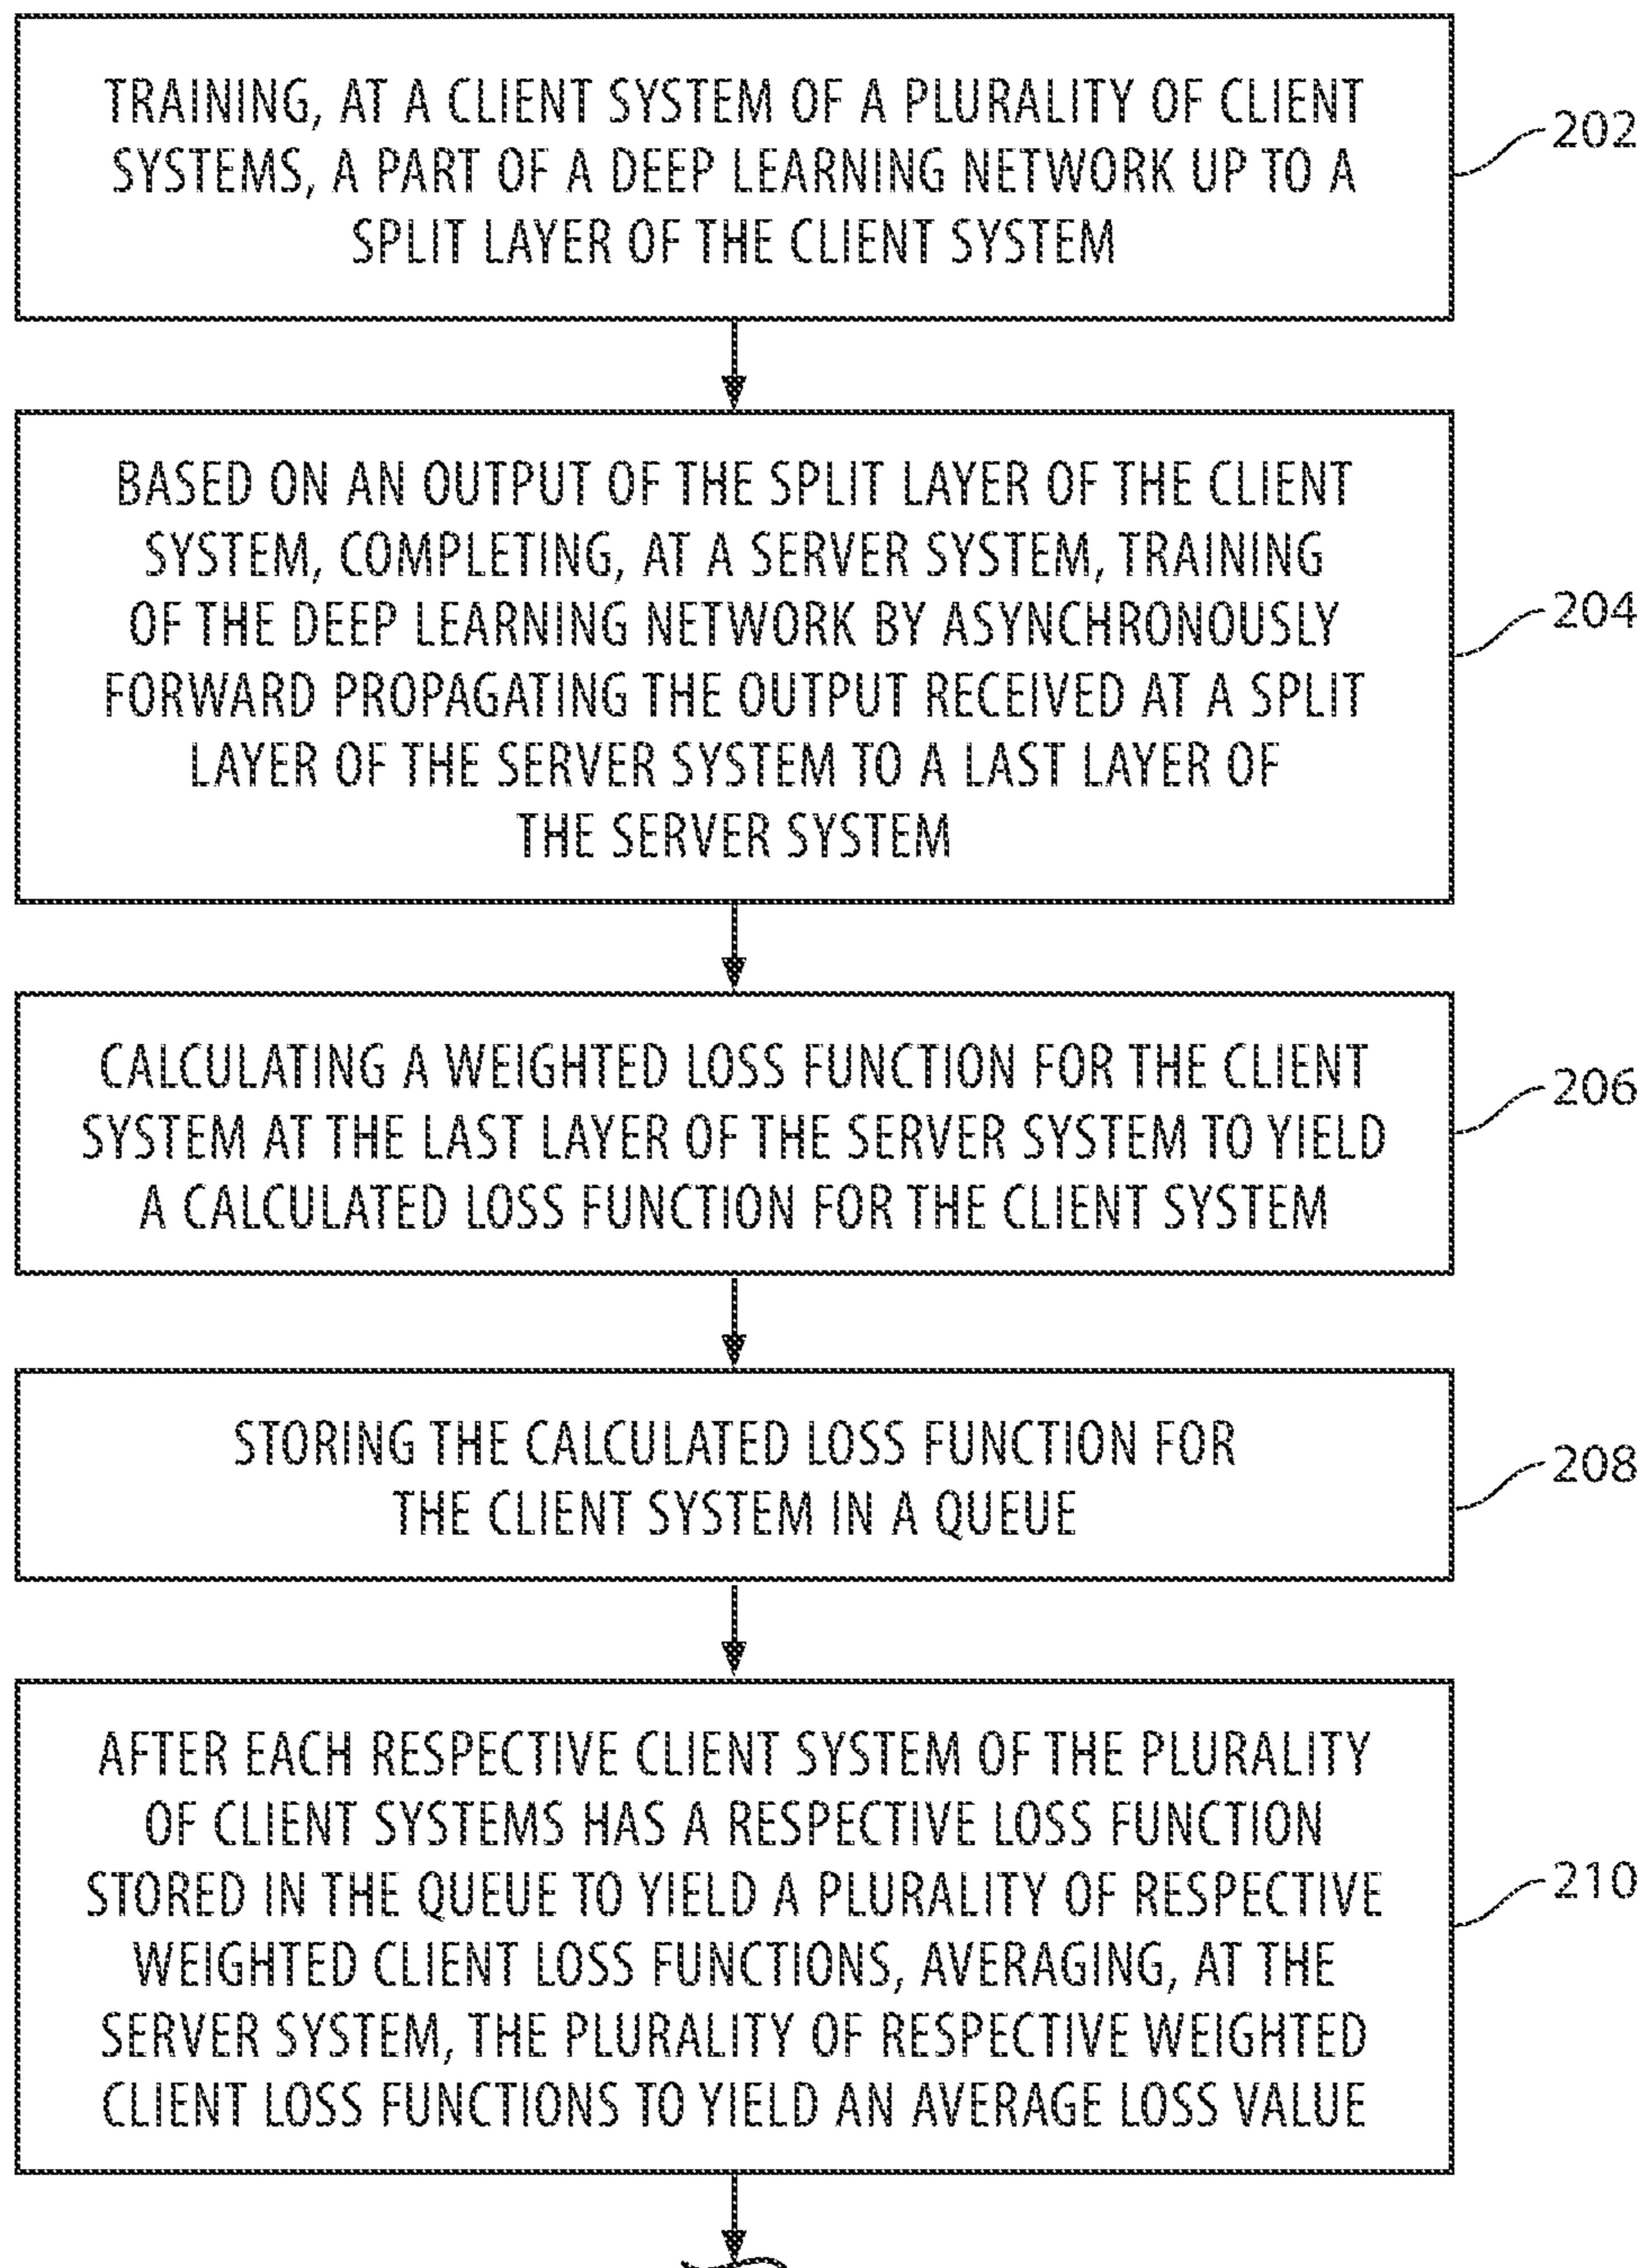 TRAINING, AT A CLIENT SYSTEM OF A PLURALITY OF CLIENT
SYSTEMS, A PART OF A DEEP LEARNING NETWORK UP TO A
SPLIT LAYER OF THE CLIENT SYSTEM
202
BASED ON AN OUTPUT OF THE SPLIT LAYER OF THE CLIENT
SYSTEM, COMPLETING, AT A SERVER SYSTEM, TRAINING
OF THE DEEP LEARNING NETWORK BY ASYNCHRONOUSLY
FORWARD PROPAGATING THE OUTPUT RECEIVED AT A SPLIT
LAYER OF THE SERVER SYSTEM TO A LAST LAYER OF
THE SERVER SYSTEM
204
CALCULATING A WEIGHTED LOSS FUNCTION FOR THE CLIENT
SYSTEM AT THE LAST LAYER OF THE SERVER SYSTEM TO YIELD
A CALCULATED LOSS FUNCTION FOR THE CLIENT SYSTEM
206
STORING THE CALCULATED LOSS FUNCTION FOR
THE CLIENT SYSTEM IN A QUEUE
208
AFTER EACH RESPECTIVE CLIENT SYSTEM OF THE PLURALITY
OF CLIENT SYSTEMS HAS A RESPECTIVE LOSS FUNCTION
STORED IN THE QUEUE TO YIELD A PLURALITY OF RESPECTIVE
WEIGHTED CLIENT LOSS FUNCTIONS, AVERAGING, AT THE
SERVER SYSTEM, THE PLURALITY OF RESPECTIVE WEIGHTED
CLIENT LOSS FUNCTIONS TO YIELD AN AVERAGE LOSS VALUE
210